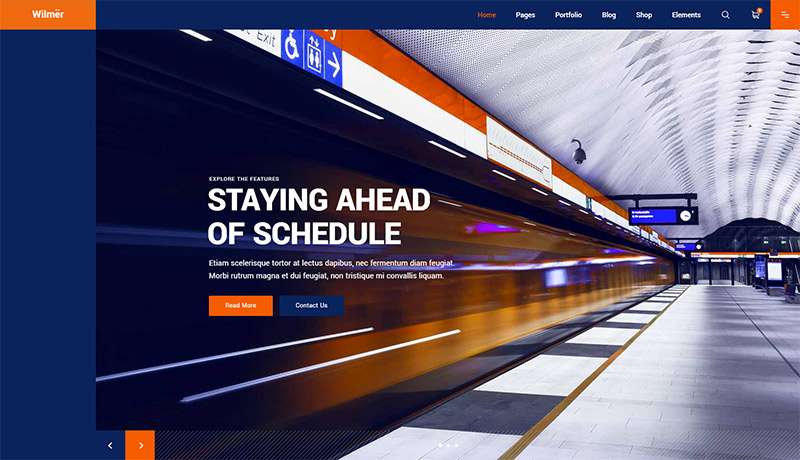 Wilmër
Home Pages Portfolio Blog Shop Elements
Exit
EXPLORE THE FEATURES
STAYING AHEAD
OF SCHEDULE
Etiam scelerisque tortor at lectus dapibus, nec fermentum diam feugiat.
Morbi rutrum magna et dui feugiat, non tristique mi convallis liquam.
Read More Contact Us